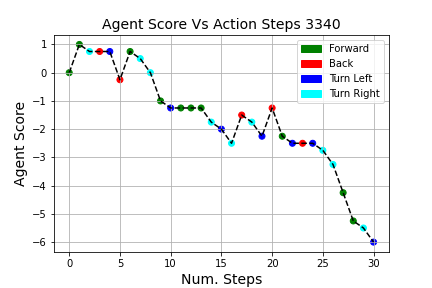 Agent Score Vs Action Steps 3340
Forward
Back
Turn Left
Turn Right
Agent Score
1
0
−1
−2
−3
−4
−5
−6
0 5 10 15 20 25 30
Num. Steps